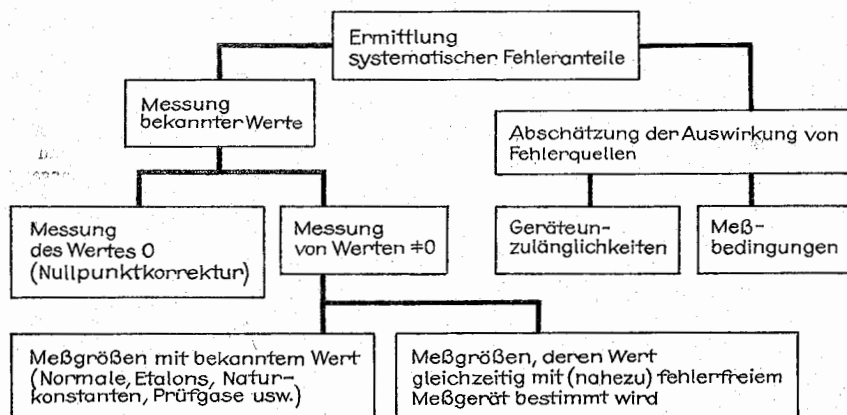 Ermittlung
systematischer Fehleranteile
Messung
bekannter Werte
Abschätzung der Auswirkung von
Fehlerquellen
Messung
des Wertes 0
(Nullpunktkorrektur)
Messung
von Werten ≠0
Geräteun-
zulänglichkeiten
Meß-
bedingungen
Meßgrößen mit bekanntem Wert
(Normale, Etalons, Natur-
konstanten, Prüfgase usw.)
Meßgrößen, deren Wert
gleichzeitig mit (nahezu) fehlerfreiem
Meßgerät bestimmt wird